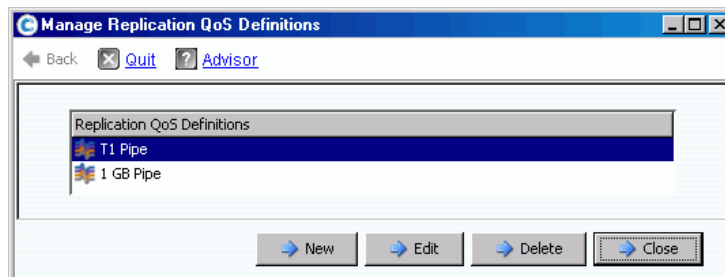 Manage Replication QoS Definitions
Back Quit Advisor
Replication QoS Definitions
T1 Pipe
1 GB Pipe
New Edit Delete Close